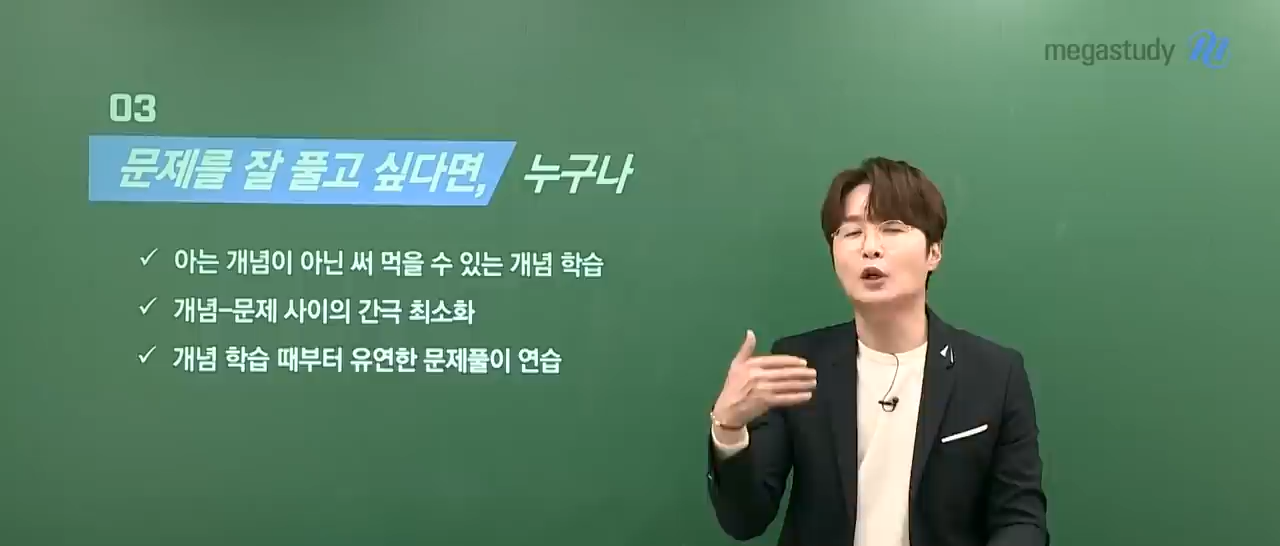 megastudy
03
문제를 잘 풀고 싶다면, 누구나
✓ 아는 개념이 아닌 써 먹을 수 있는 개념 학습
✓ 개념-문제 사이의 간극 최소화
✓ 개념 학습 때부터 유연한 문제풀이 연습